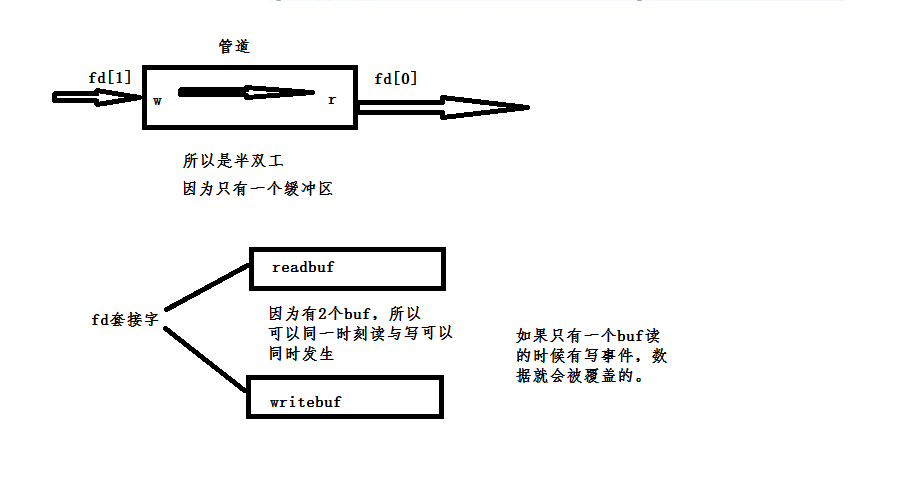 管道
fd[1]
fd[0]
w
r
所以是半双工
因为只有一个缓冲区
readbuf
fd套接字
因为有2个buf，所以
可以同一时刻读与写可以
同时发生
writebuf
如果只有一个buf读
的时候有写事件，数
据就会被覆盖的。